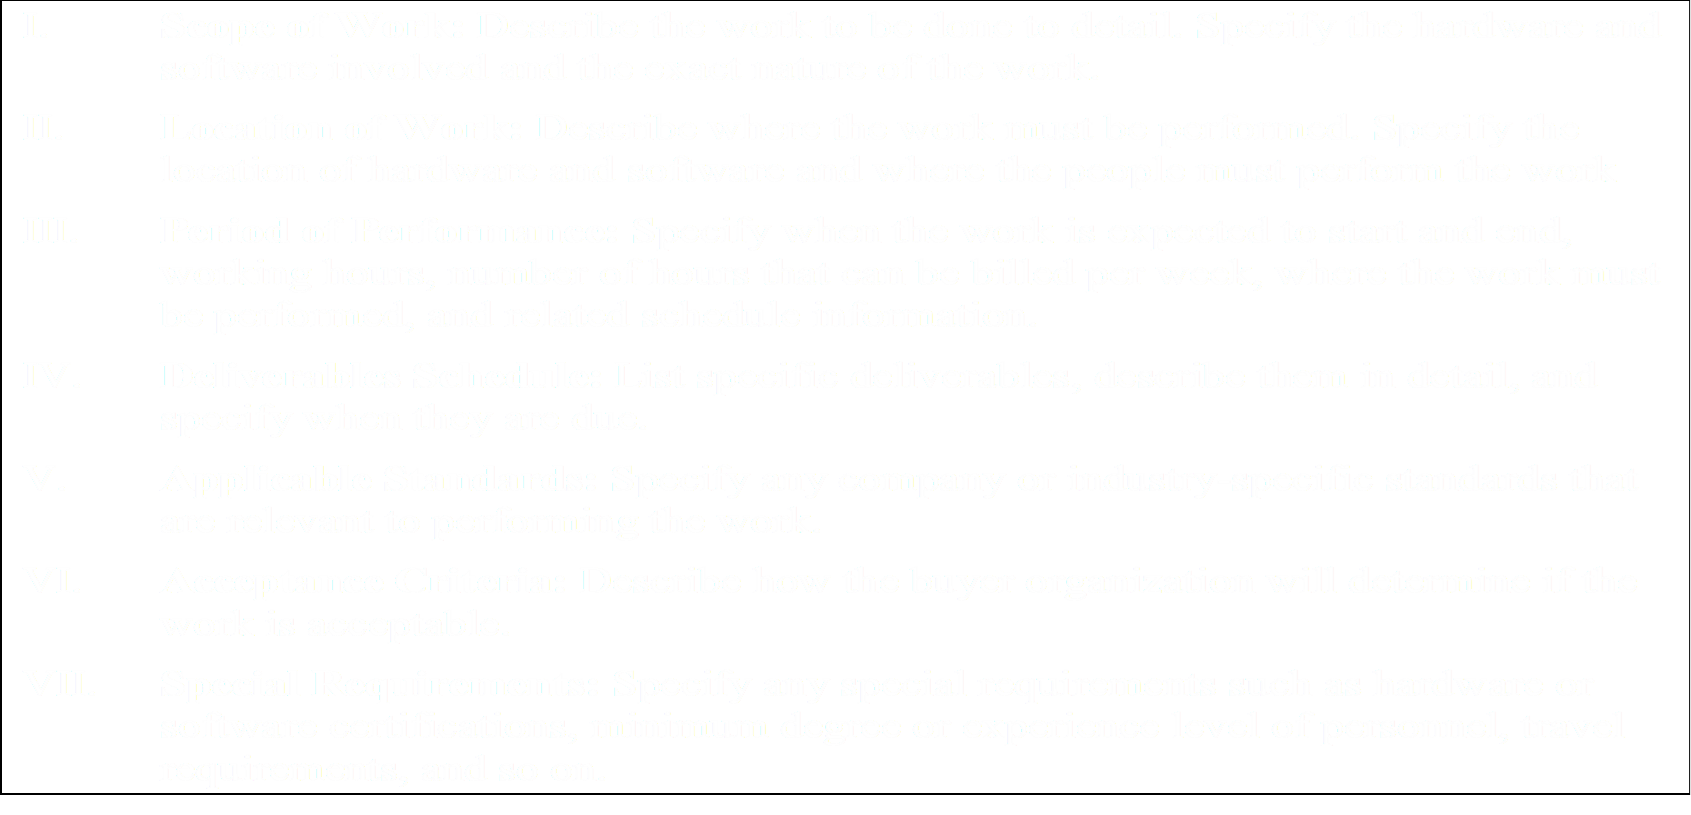 I. Scope of Work: Describe the work to be done to detail. Specify the hardware and
software involved and the exact nature of the work.
II. Location of Work: Describe where the work must be performed. Specify the
location of hardware and software and where the people must perform the work
III. Period of Performance: Specify when the work is expected to start and end,
working hours, number of hours that can be billed per week, where the work must
be performed, and related schedule information.
IV. Deliverables Schedule: List specific deliverables, describe them in detail, and
specify when they are due.
V. Applicable Standards: Specify any company or industry-specific standards that
are relevant to performing the work.
VI. Acceptance Criteria: Describe how the buyer organization will determine if the
work is acceptable.
VII. Special Requirements: Specify any special requirements such as hardware or
software certifications, minimum degree or experience level of personnel, travel
requirements, and so on.